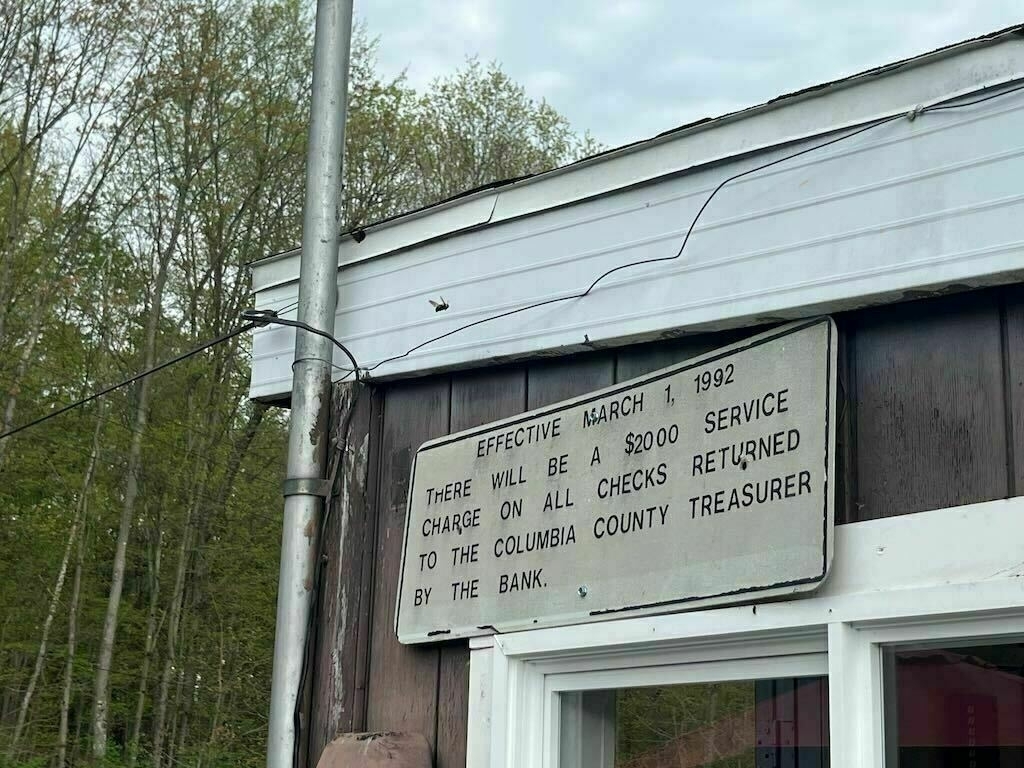 EFFECTIVE MARCH 1, 1992
THERE WILL BE A $2000 SERVICE
CHARGE ON ALL CHECKS RETURNED
TO THE COLUMBIA COUNTY TREASURER
BY THE BANK.